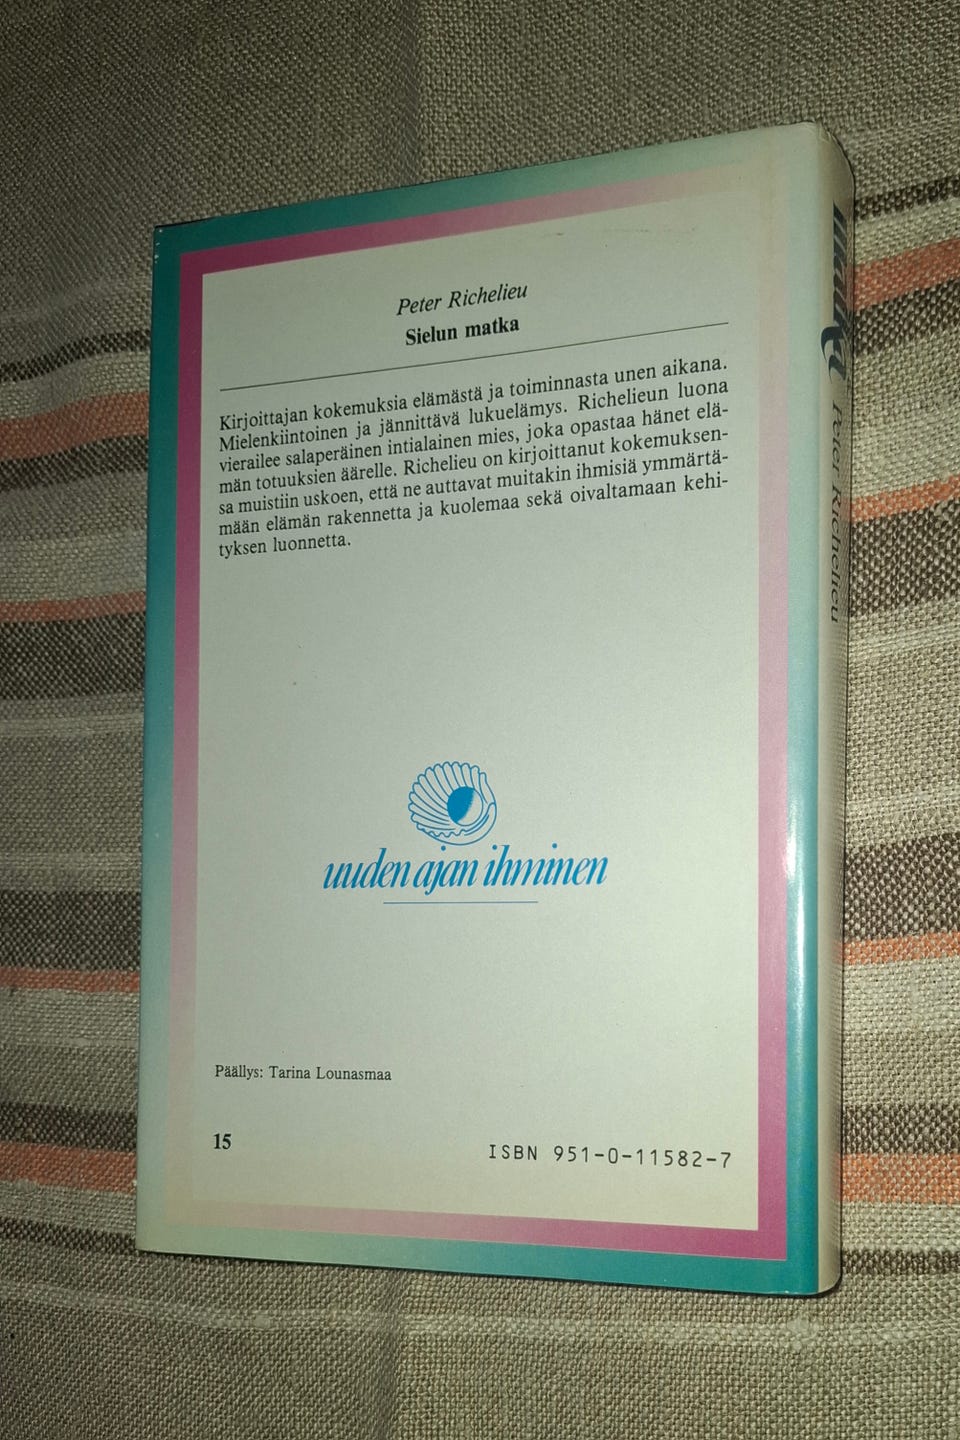 Peter Richelieu
Sielun matka
Kirjoittajan kokemuksia elämästä ja toiminnasta unen aikana.
Mielenkiintoinen ja jännittävä lukuelämys. Richelieun luona
vierailee salaperäinen intialainen mies, joka opastaa hänet elä-
män totuuksien äärelle. Richelieu on kirjoittanut kokemuksen-
sa muistiin uskoen, että ne auttavat muitakin ihmisiä ymmärtä-
mään elämän rakennetta ja kuolemaa sekä oivaltamaan kehi-
tyksen luonnetta.
uuden ajan ihminen
Päällys: Tarina Lounasmaa
15
ISBN 951-0-11582-7
matka Peter Richelieu